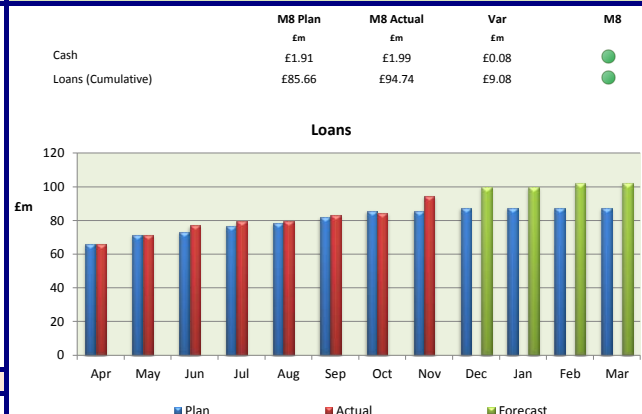 M8 Plan M8 Actual Var M8
£m £m £m
Cash £1.91 £1.99 £0.08
Loans (Cumulative) £85.66 £94.74 £9.08
Loans
£m
120
100
80
60
40
20
0
Apr May Jun Jul Aug Sep Oct Nov Dec Jan Feb Mar
Plan Actual Forecast